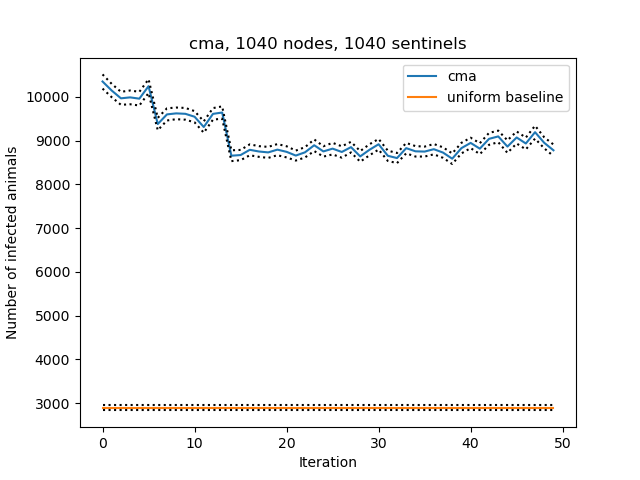 cma, 1040 nodes, 1040 sentinels
cma
uniform baseline
Number of infected animals
10000
9000
8000
7000
6000
5000
4000
3000
0 10 20 30 40 50
Iteration